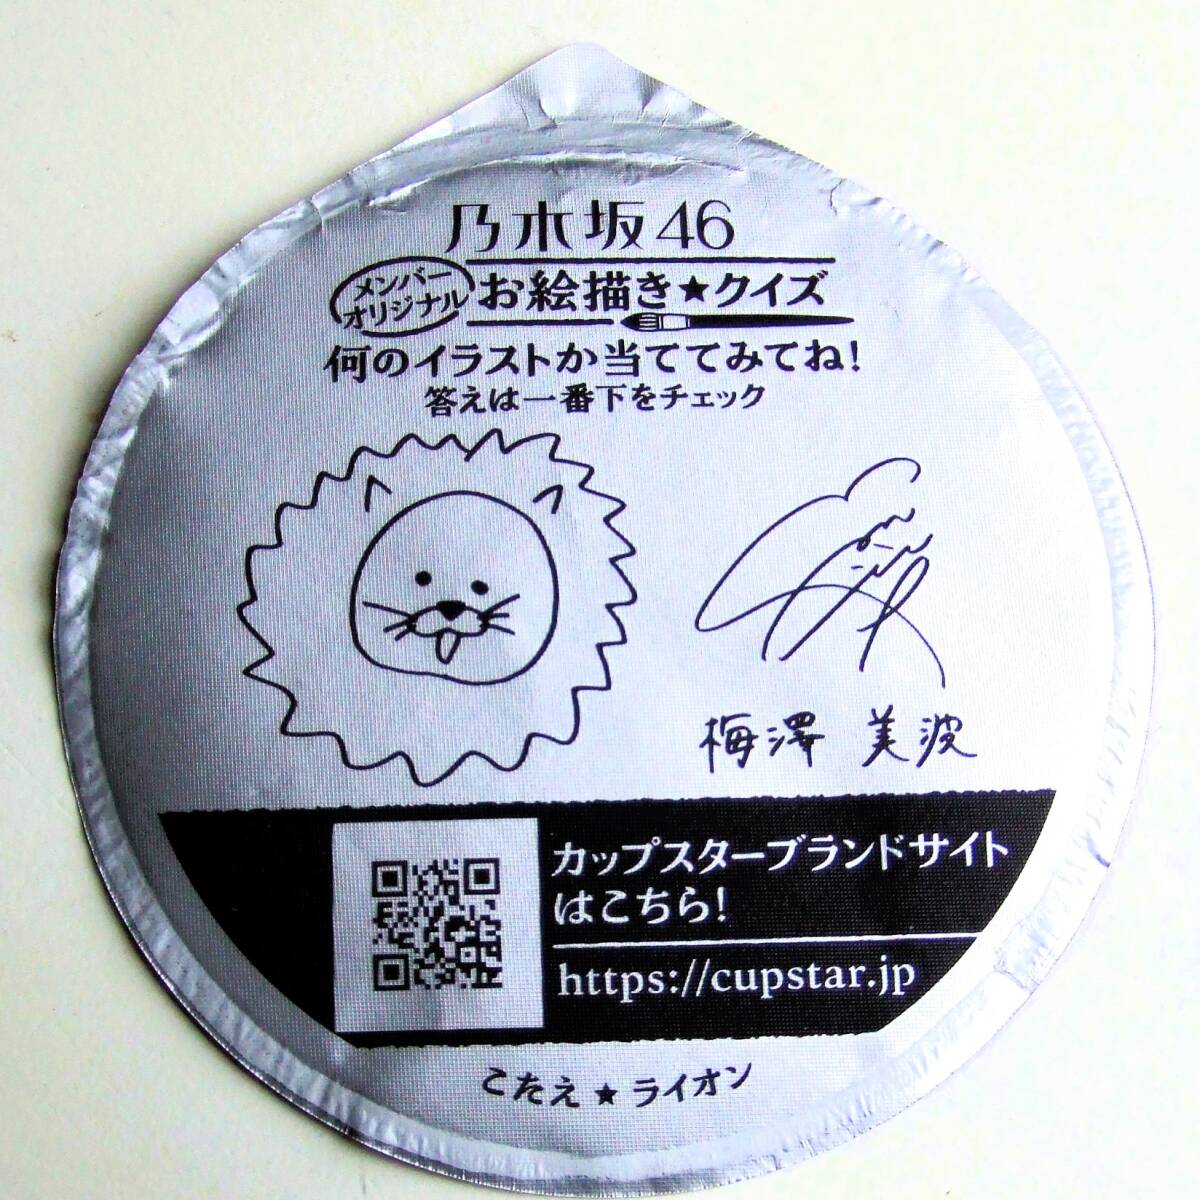 乃木坂46
メンバー
オリジナル
お絵描き★クイズ
何のイラストか当ててみてね!
答えは一番下をチェック
梅澤 美波
カップスターブランドサイト
はこちら!
https://cupstar.jp
こたえ★ライオン